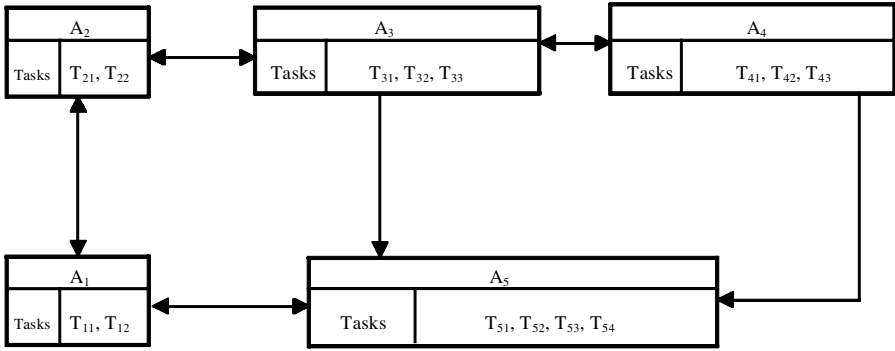 A₂
Tasks T₂₁, T₂₂
A₃
Tasks T₃₁, T₃₂, T₃₃
A₄
Tasks T₄₁, T₄₂, T₄₃
A₁
Tasks T₁₁, T₁₂
A₅
Tasks T₅₁, T₅₂, T₅₃, T₅₄